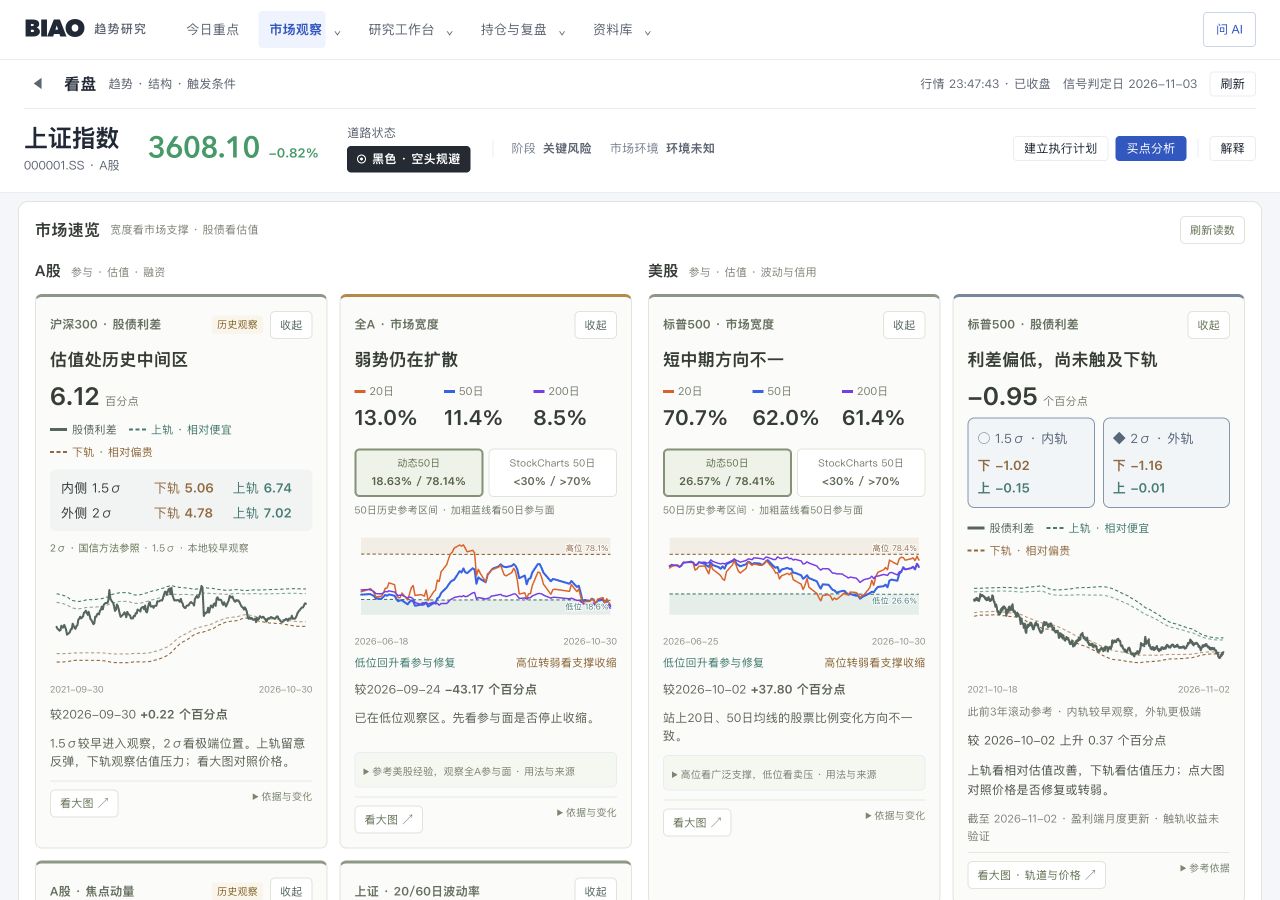 BIAO 趋势研究 今日重点 市场观察 研究工作台 持仓与复盘 资料库 问 AI
看盘 趋势 · 结构 · 触发条件 行情 23:47:43 · 已收盘 信号判定日 2026-11-03 刷新
上证指数 3608.10 -0.82%
000001.SS · A股
道路状态
黑色 · 空头规避
阶段 关键风险 市场环境 环境未知
建立执行计划 买点分析 解释
市场速览 宽度看市场支撑 · 股债看估值 刷新读数
A股 参与 · 估值 · 融资
沪深300 · 股债利差 历史观察 收起
估值处历史中间区
6.12 百分点
股债利差 上轨 · 相对便宜
下轨 · 相对偏贵
内侧 1.5σ 下轨 5.06 上轨 6.74
外侧 2σ 下轨 4.78 上轨 7.02
2σ · 国信方法参照 · 1.5σ · 本地较早观察
2021-09-30 2026-10-30
较2026-09-30 +0.22 个百分点
1.5σ较早进入观察，2σ看极端位置。上轨留意
反弹，下轨观察估值压力；看大图对照价格。
看大图 ↗ ▸ 依据与变化
全A · 市场宽度 收起
弱势仍在扩散
20日 50日 200日
13.0% 11.4% 8.5%
动态50日
18.63% / 78.14%
StockCharts 50日
<30% / >70%
50日历史参考区间 · 加粗蓝线看50日参与面
高位 78.1%
低位 18.6%
2026-06-18 2026-10-30
低位回升看参与修复 高位转弱看支撑收缩
较2026-09-24 -43.17 个百分点
已在低位观察区。先看参与面是否停止收缩。
▸ 参考美股经验，观察全A参与面 · 用法与来源
看大图 ↗ ▸ 依据与变化
美股 参与 · 估值 · 波动与信用
标普500 · 市场宽度 收起
短中期方向不一
20日 50日 200日
70.7% 62.0% 61.4%
动态50日
26.57% / 78.41%
StockCharts 50日
<30% / >70%
50日历史参考区间 · 加粗蓝线看50日参与面
高位 78.4%
低位 26.6%
2026-06-25 2026-10-30
低位回升看参与修复 高位转弱看支撑收缩
较2026-10-02 +37.80 个百分点
站上20日、50日均线的股票比例变化方向不一
致。
▸ 高位看广泛支撑，低位看卖压 · 用法与来源
看大图 ↗ ▸ 依据与变化
标普500 · 股债利差 收起
利差偏低，尚未触及下轨
-0.95 个百分点
○ 1.5σ · 内轨
下 -1.02
上 -0.15
◆ 2σ · 外轨
下 -1.16
上 -0.01
股债利差 上轨 · 相对便宜
下轨 · 相对偏贵
2021-10-18 2026-11-02
此前3年滚动参考 · 内轨较早观察，外轨更极端
较 2026-10-02 上升 0.37 个百分点
上轨看相对估值改善，下轨看估值压力；点大图
对照价格是否修复或转弱。
截至 2026-11-02 · 盈利端月度更新 · 触轨收益未
验证
看大图 · 轨道与价格 ↗ ▸ 参考依据
A股 · 焦点动量 历史观察 收起
上证 · 20/60日波动率 收起